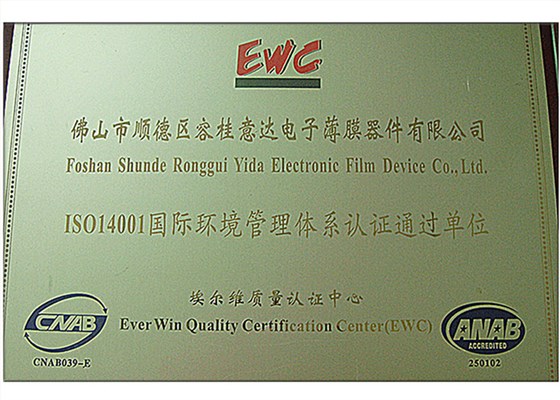 EWC
佛山市顺德区容桂意达电子薄膜器件有限公司
Foshan Shunde Ronggui Yida Electronic Film Device Co., Ltd.
ISO14001国际环境管理体系认证通过单位
埃尔维质量认证中心
Ever Win Quality Certification Center(EWC)
CNAB
CNAB039-E
ANAB
ACCREDITED
250102